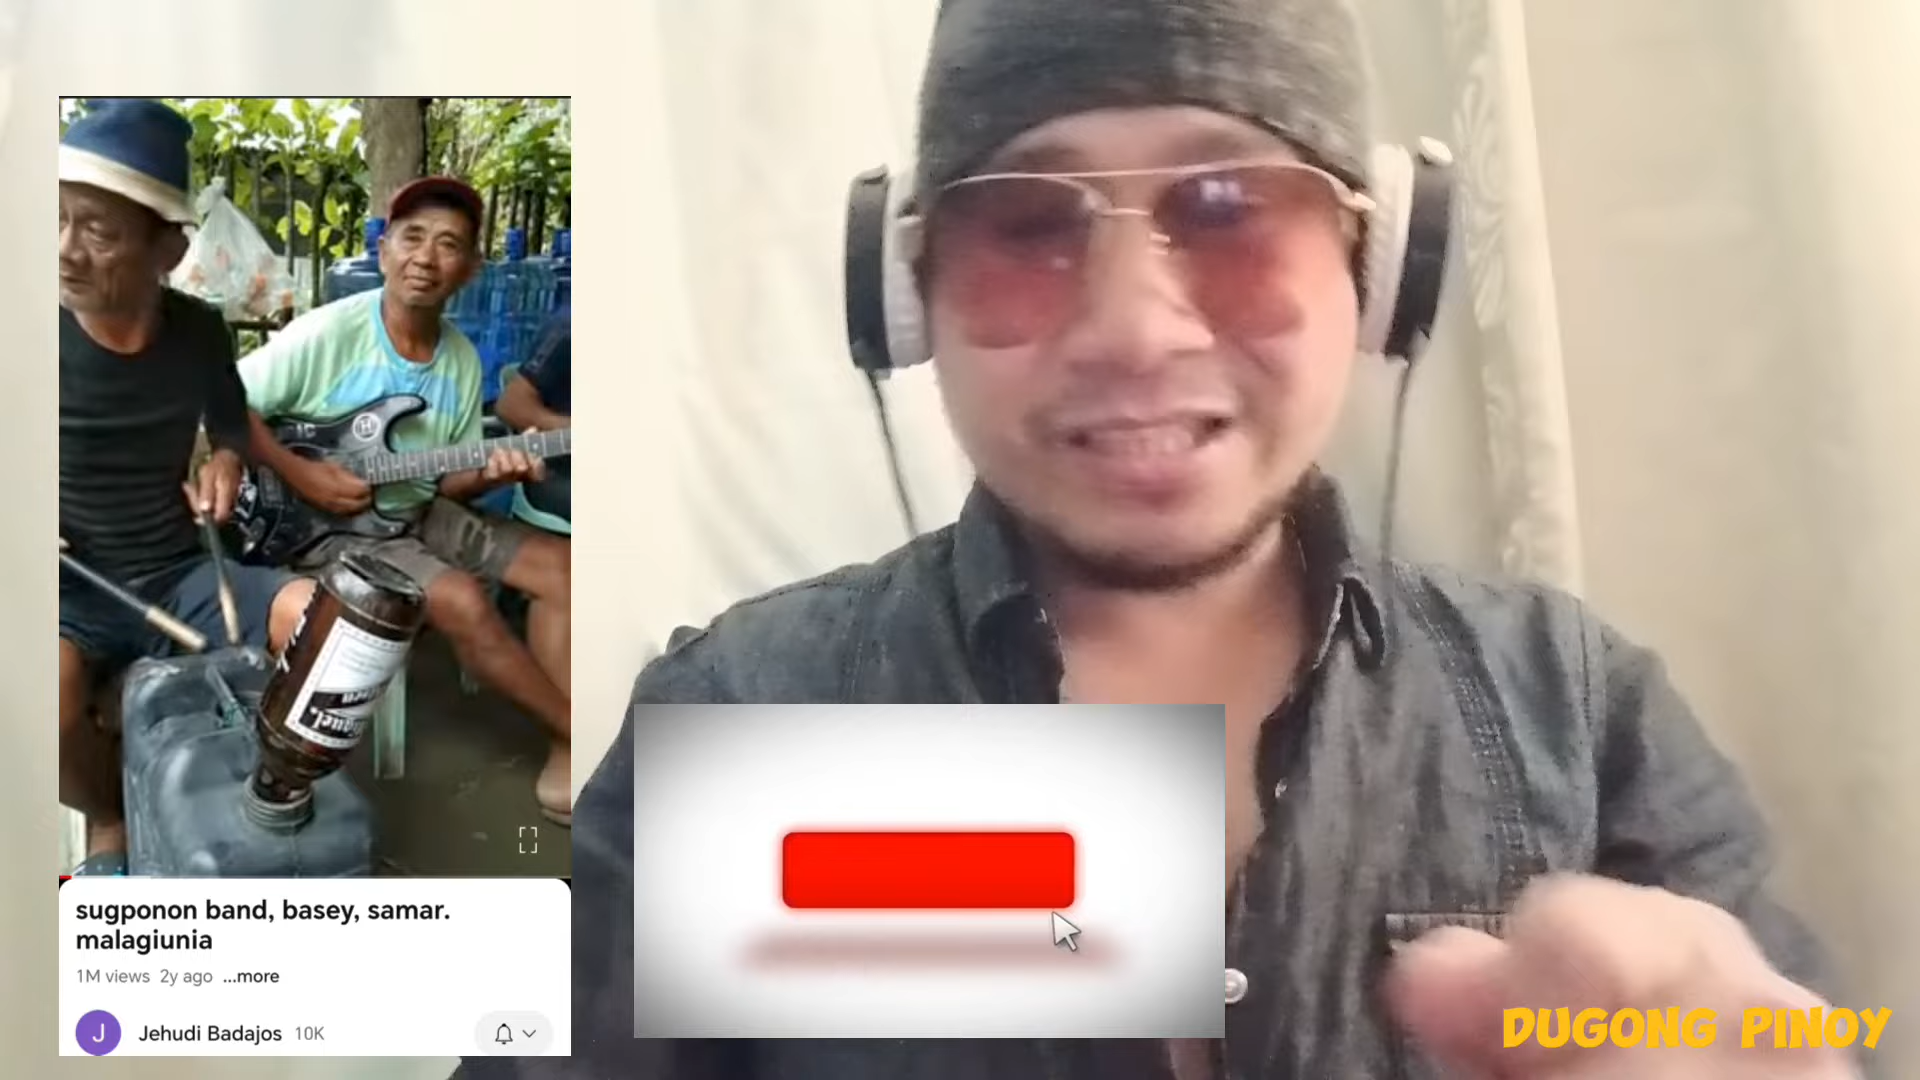 sugponon band, basey, samar.
malagiunia
1M views 2y ago ...more
J
Jehudi Badajos 10K
DUGONG PINOY